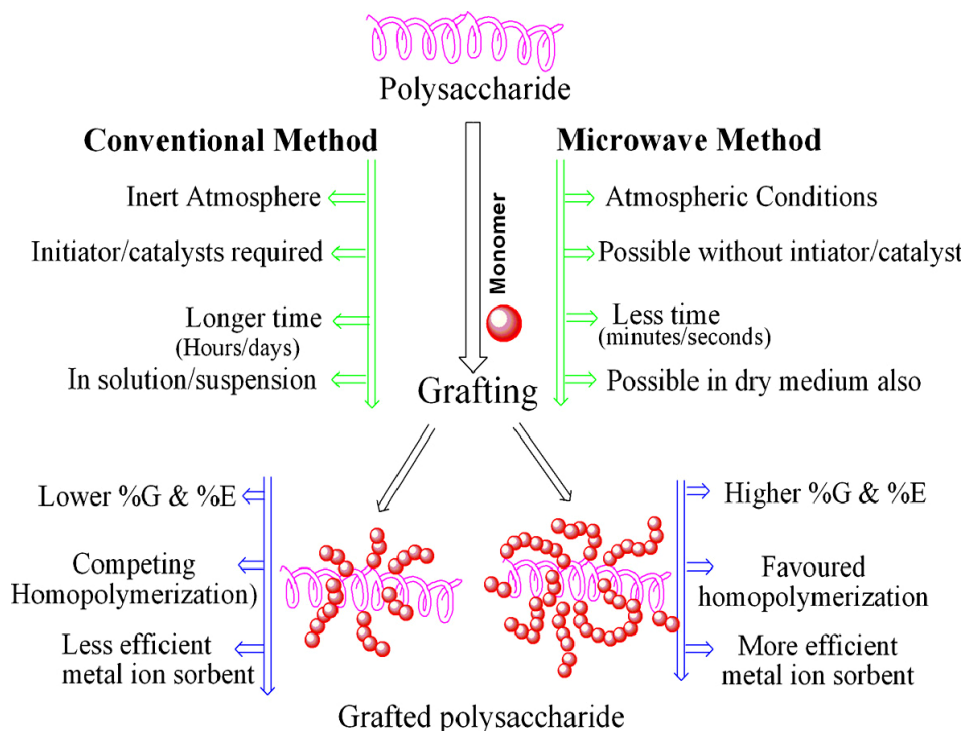 Polysaccharide
Conventional Method
Inert Atmosphere
Initiator/catalysts required
Longer time
(Hours/days)
In solution/suspension
Monomer
Microwave Method
Atmospheric Conditions
Possible without intiator/catalyst
Less time
(minutes/seconds)
Possible in dry medium also
Grafting
Lower %G & %E
Competing
Homopolymerization)
Less efficient
metal ion sorbent
Higher %G & %E
Favoured
homopolymerization
More efficient
metal ion sorbent
Grafted polysaccharide